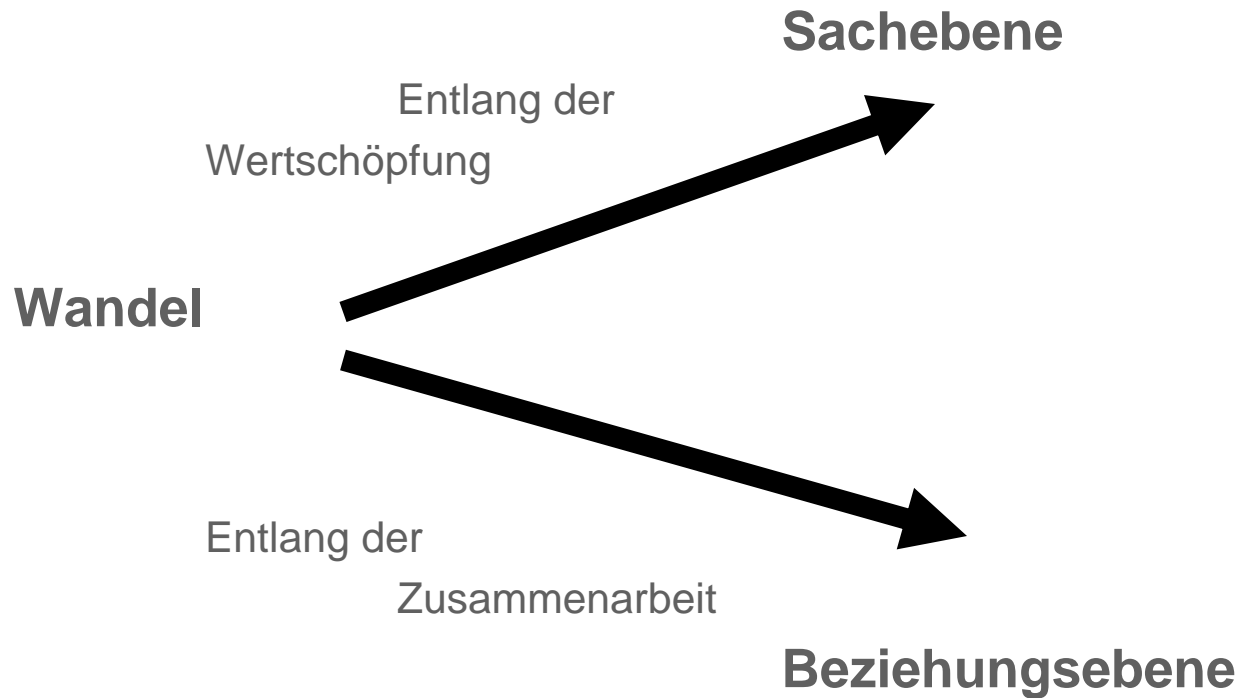 Sachebene
Entlang der
Wertschöpfung
Wandel
Entlang der
Zusammenarbeit
Beziehungsebene